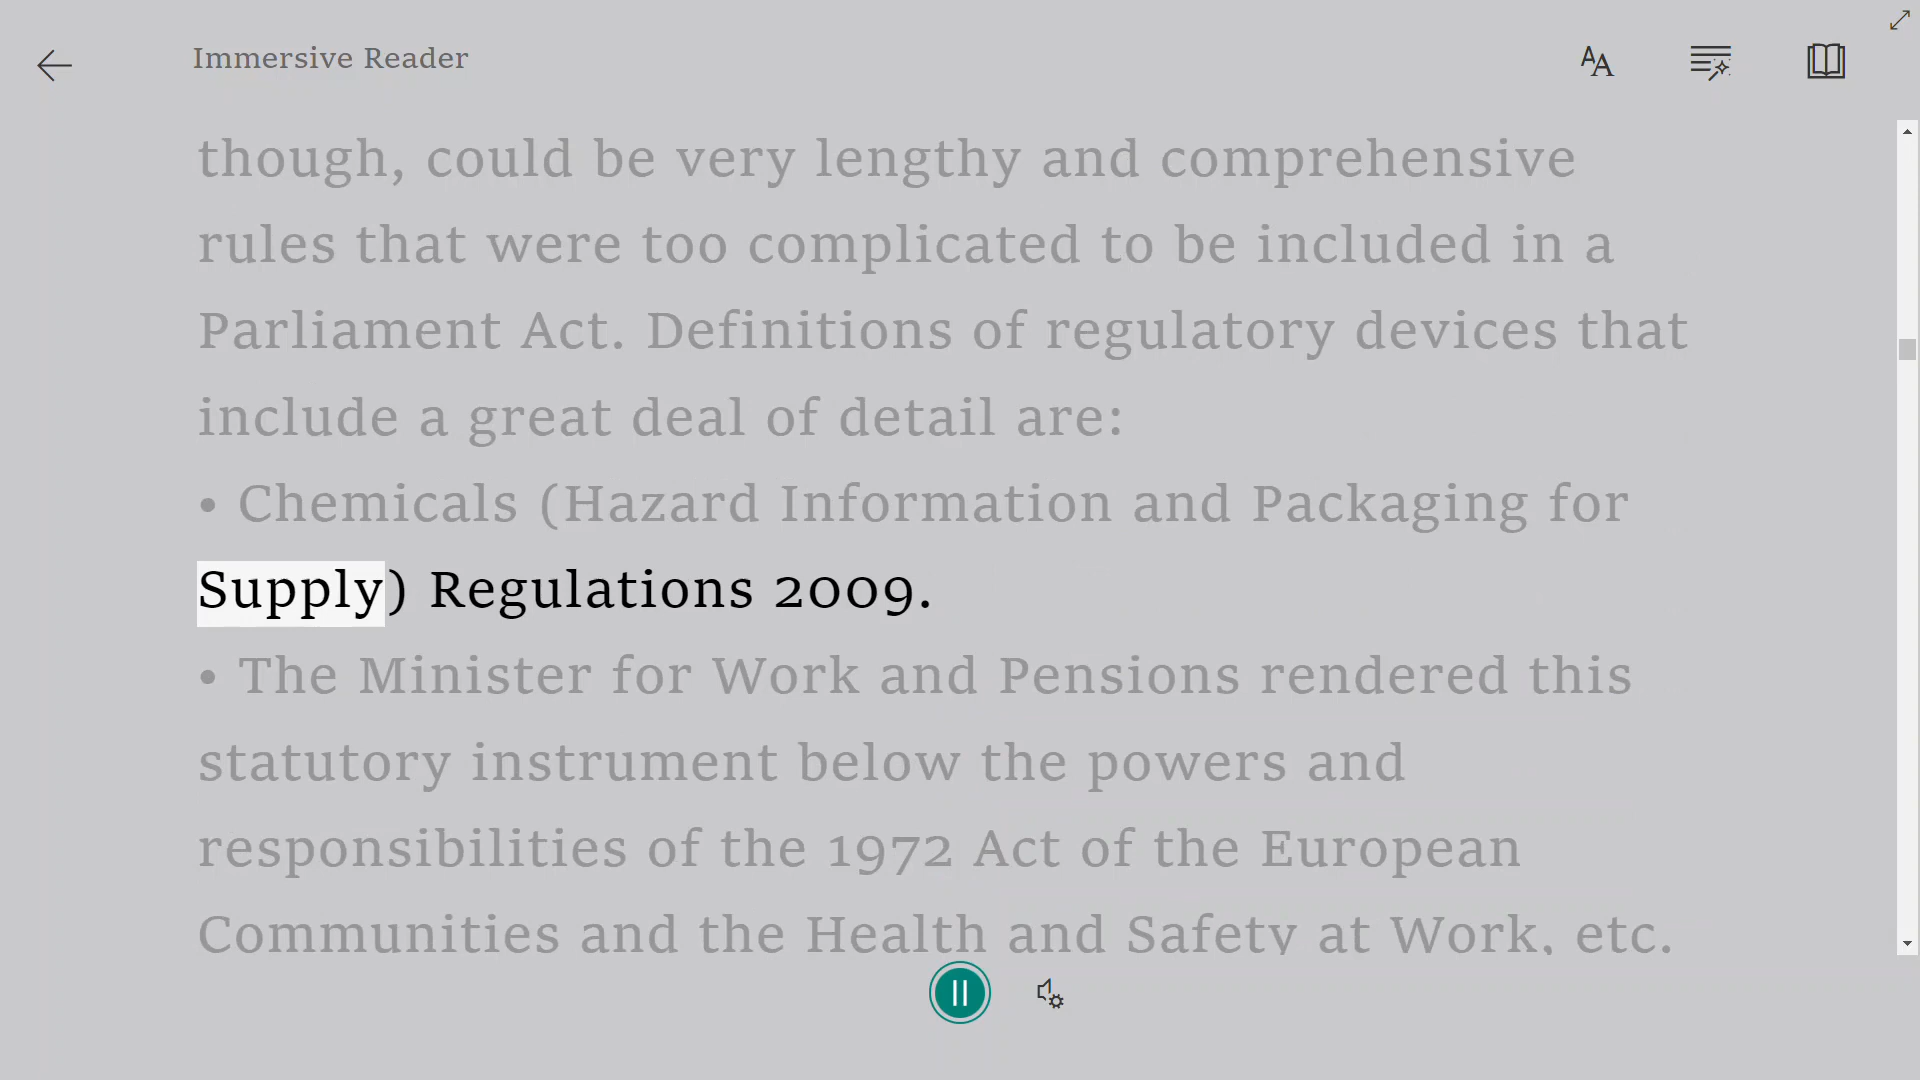 Immersive Reader
though, could be very lengthy and comprehensive
rules that were too complicated to be included in a
Parliament Act. Definitions of regulatory devices that
include a great deal of detail are:
• Chemicals (Hazard Information and Packaging for
Supply) Regulations 2009.
• The Minister for Work and Pensions rendered this
statutory instrument below the powers and
responsibilities of the 1972 Act of the European
Communities and the Health and Safety at Work, etc.